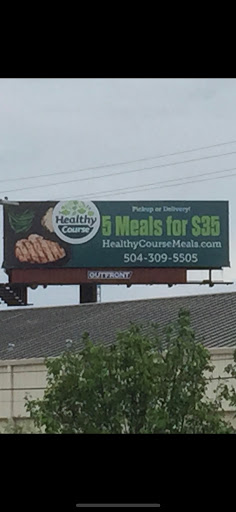 Pickup or Delivery!
Healthy
Course
5 Meals for $35
HealthyCourseMeals.com
504-309-5505
OUTFRONT